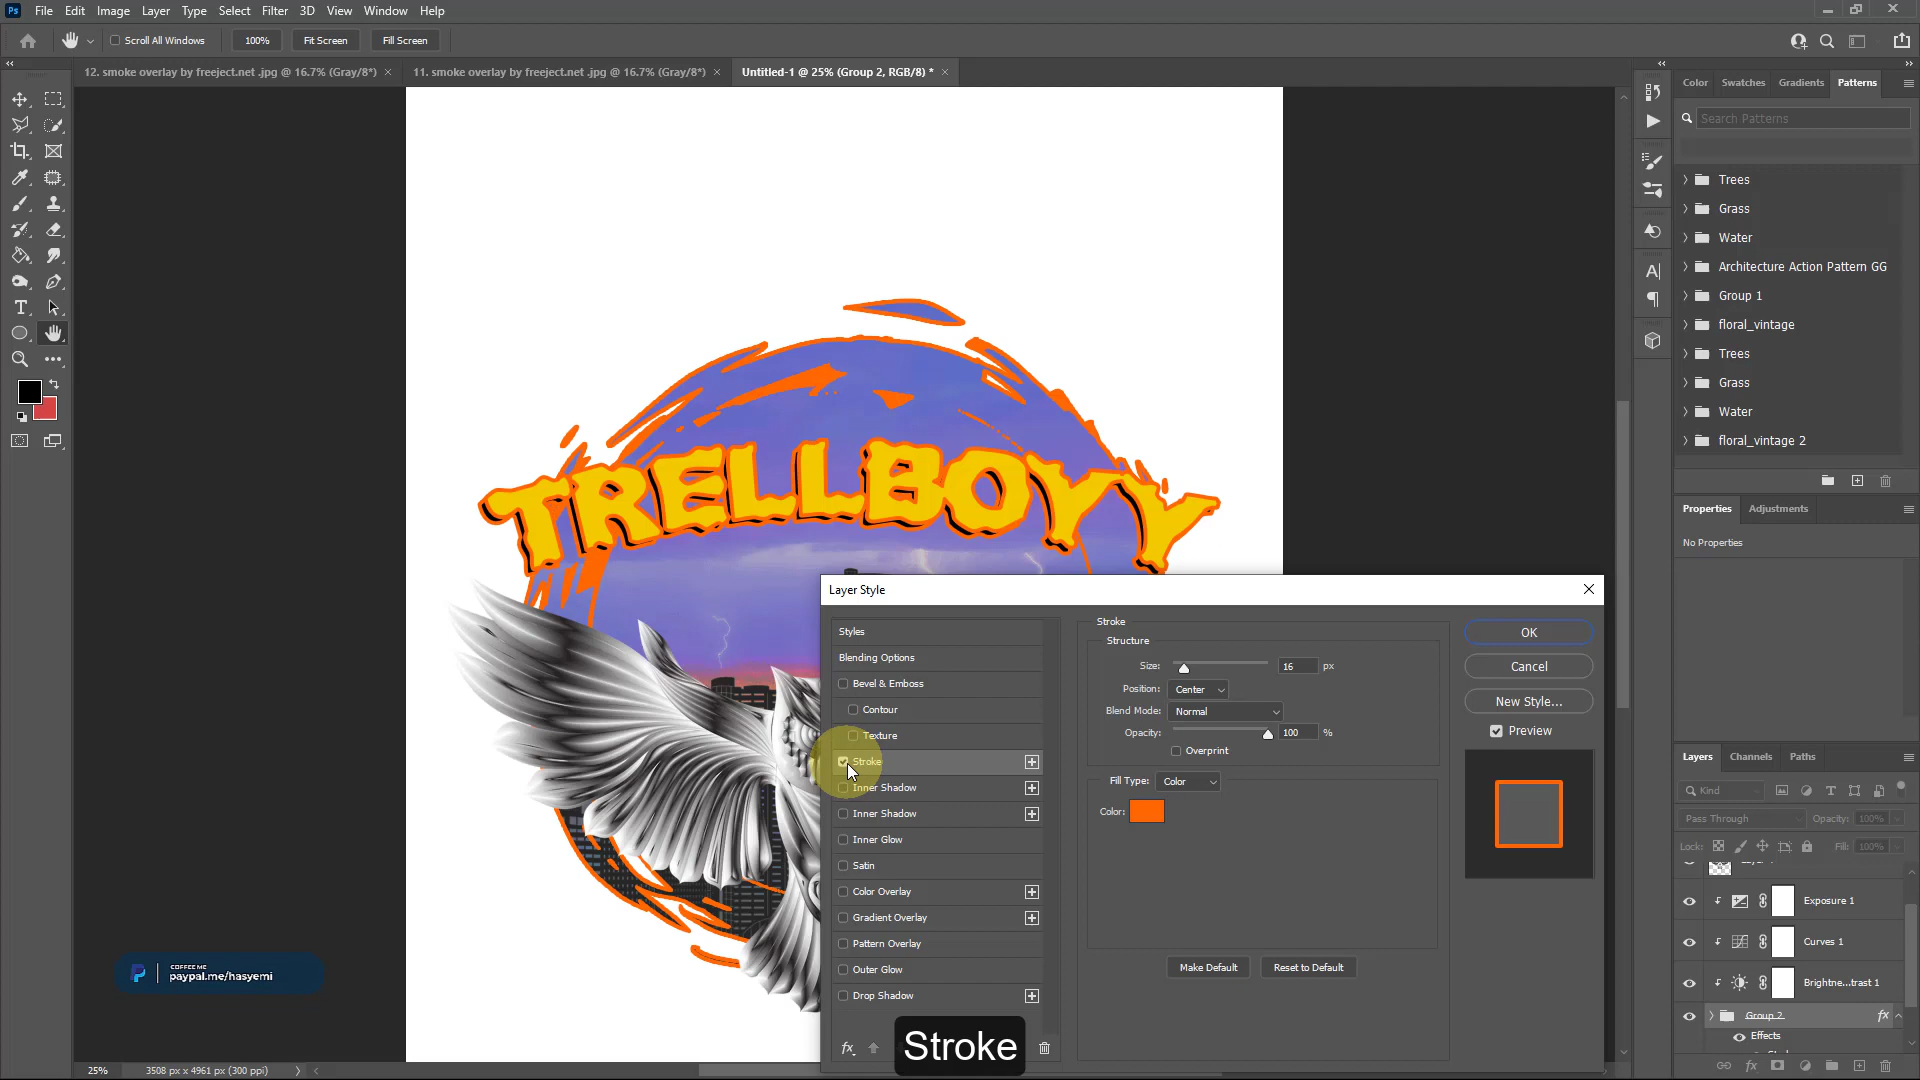 Ps File Edit Image Layer Type Select Filter 3D View Window Help
Scroll All Windows 100% Fit Screen Fill Screen
12. smoke overlay by freeject.net .jpg @ 16.7% (Gray/8*) × 11. smoke overlay by freeject.net .jpg @ 16.7% (Gray/8*) × Untitled-1 @ 25% (Group 2, RGB/8) * ×
Color Swatches Gradients Patterns
Search Patterns
Trees
Grass
Water
Architecture Action Pattern GG
Group 1
floral_vintage
Trees
Grass
Water
floral_vintage 2
Properties Adjustments
No Properties
TRELLBOYY
Layer Style
Styles
Blending Options
Bevel & Emboss
Contour
Texture
Stroke
Inner Shadow
Inner Shadow
Inner Glow
Satin
Color Overlay
Gradient Overlay
Pattern Overlay
Outer Glow
Drop Shadow
fx
Stroke
Structure
Size: 16 px
Position: Center
Blend Mode: Normal
Opacity: 100 %
Overprint
Fill Type: Color
Color:
Make Default Reset to Default
OK
Cancel
New Style...
Preview
Layers Channels Paths
Kind
Pass Through Opacity: 100%
Lock: Fill: 100%
Exposure 1
Curves 1
Brightne...trast 1
Group 2 fx
Effects
COFFEE ME
paypal.me/hasyemi
Stroke
25% 3508 px x 4961 px (300 ppi)